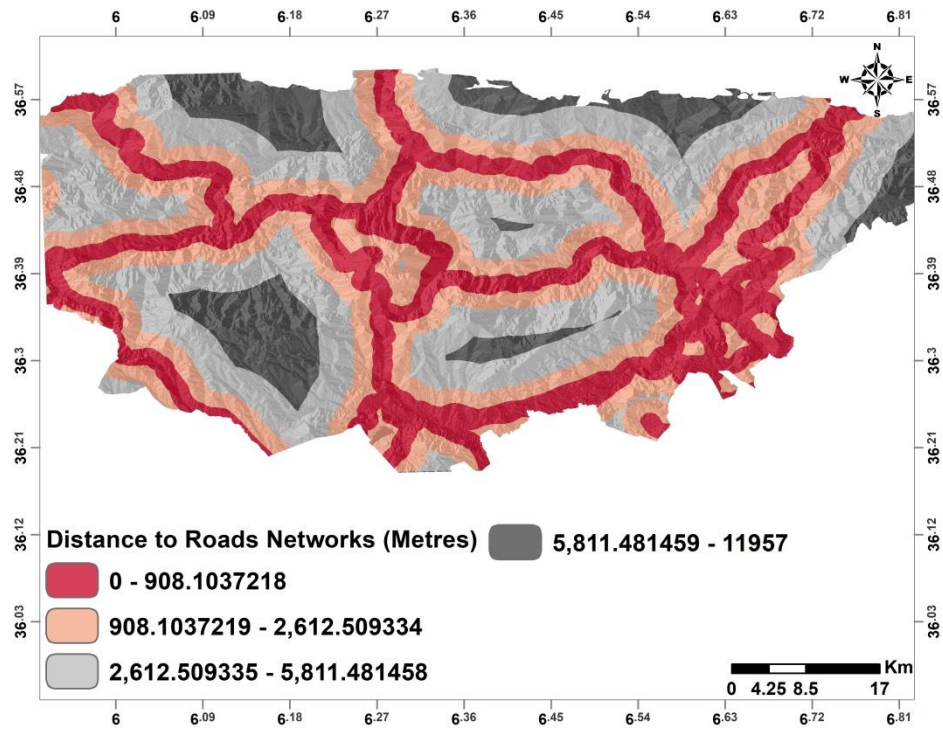 6 6.09 6.18 6.27 6.36 6.45 6.54 6.63 6.72 6.81
N
W E
S
36.57 36.57
36.48 36.48
36.39 36.39
36.3 36.3
36.21 36.21
36.12 36.12
36.03 36.03
Distance to Roads Networks (Metres)
5,811.481459 - 11957
0 - 908.1037218
908.1037219 - 2,612.509334
2,612.509335 - 5,811.481458
Km
0 4.25 8.5 17
6 6.09 6.18 6.27 6.36 6.45 6.54 6.63 6.72 6.81